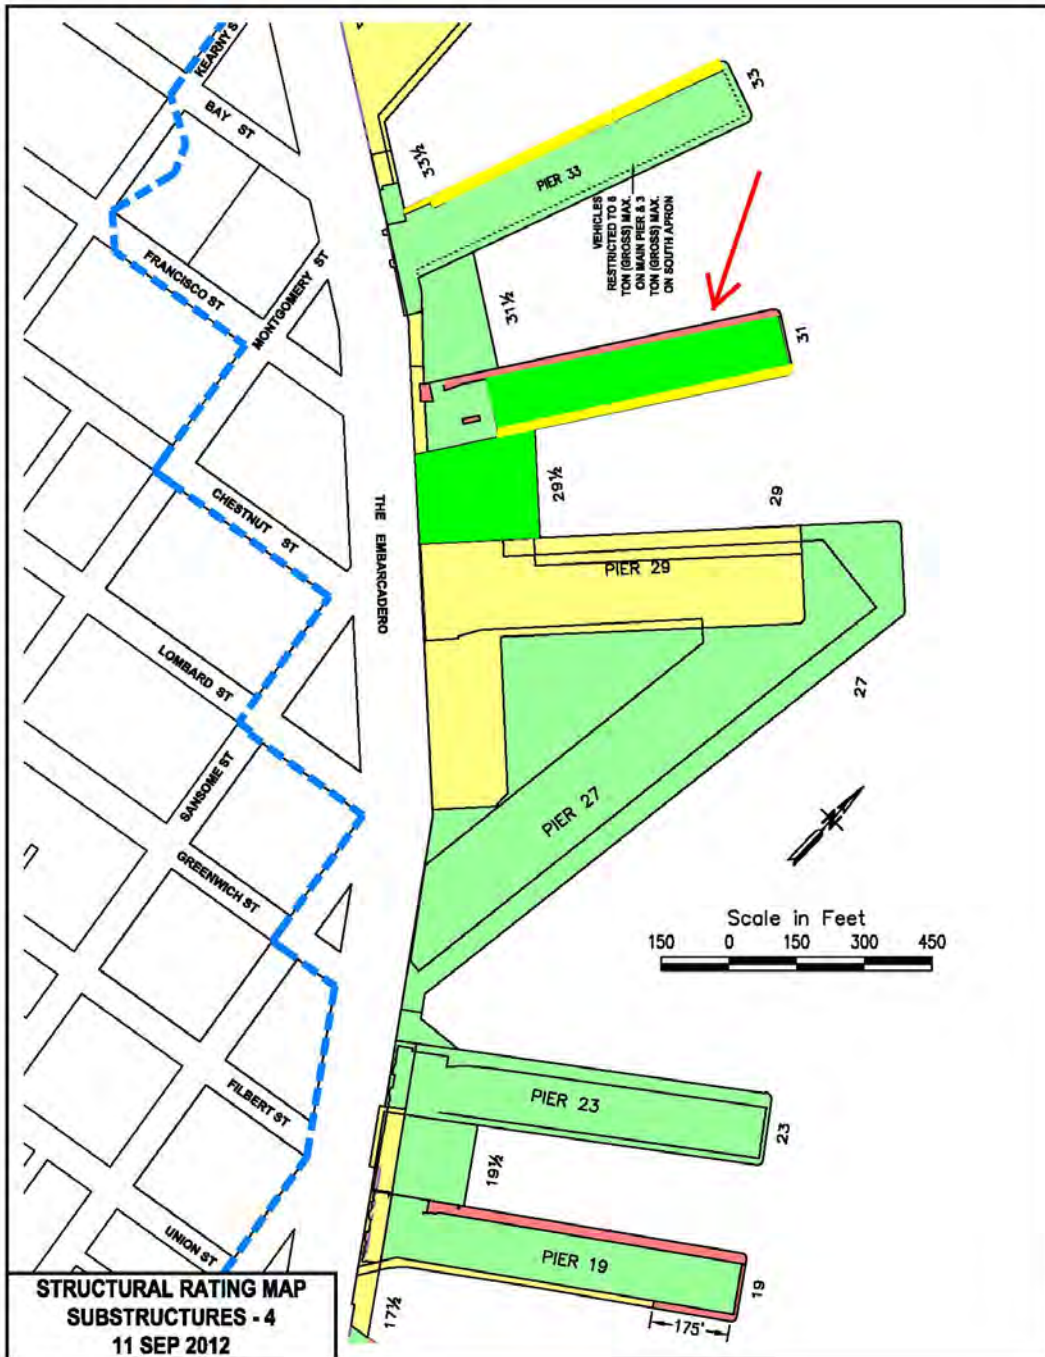 KEARNY S
BAY ST
33½
33
PIER 33
VEHICLES
RESTRICTED TO 8
TON (GROSS) MAX.
ON MAIN PIER & 3
TON (GROSS) MAX.
ON SOUTH APRON
FRANCISCO ST
MONTGOMERY ST
31½
31
CHESTNUT ST
THE EMBARCADERO
29½
29
PIER 29
LOMBARD ST
27
SANSOME ST
PIER 27
GREENWICH ST
Scale in Feet
150 0 150 300 450
FILBERT ST
PIER 23
23
19½
UNION ST
PIER 19
19
17½
175'
STRUCTURAL RATING MAP
SUBSTRUCTURES - 4
11 SEP 2012